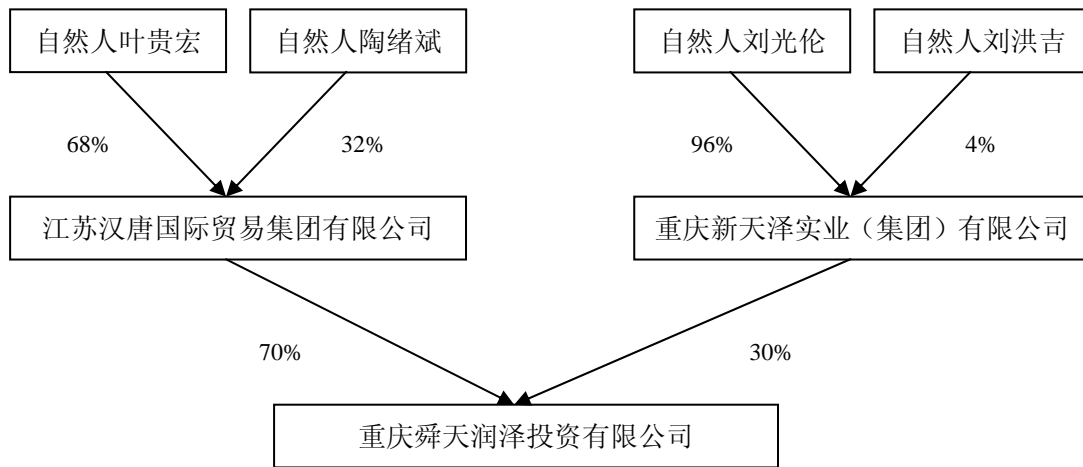 自然人叶贵宏
自然人陶绪斌
自然人刘光伦
自然人刘洪吉
68%
32%
96%
4%
江苏汉唐国际贸易集团有限公司
重庆新天泽实业（集团）有限公司
70%
30%
重庆舜天润泽投资有限公司